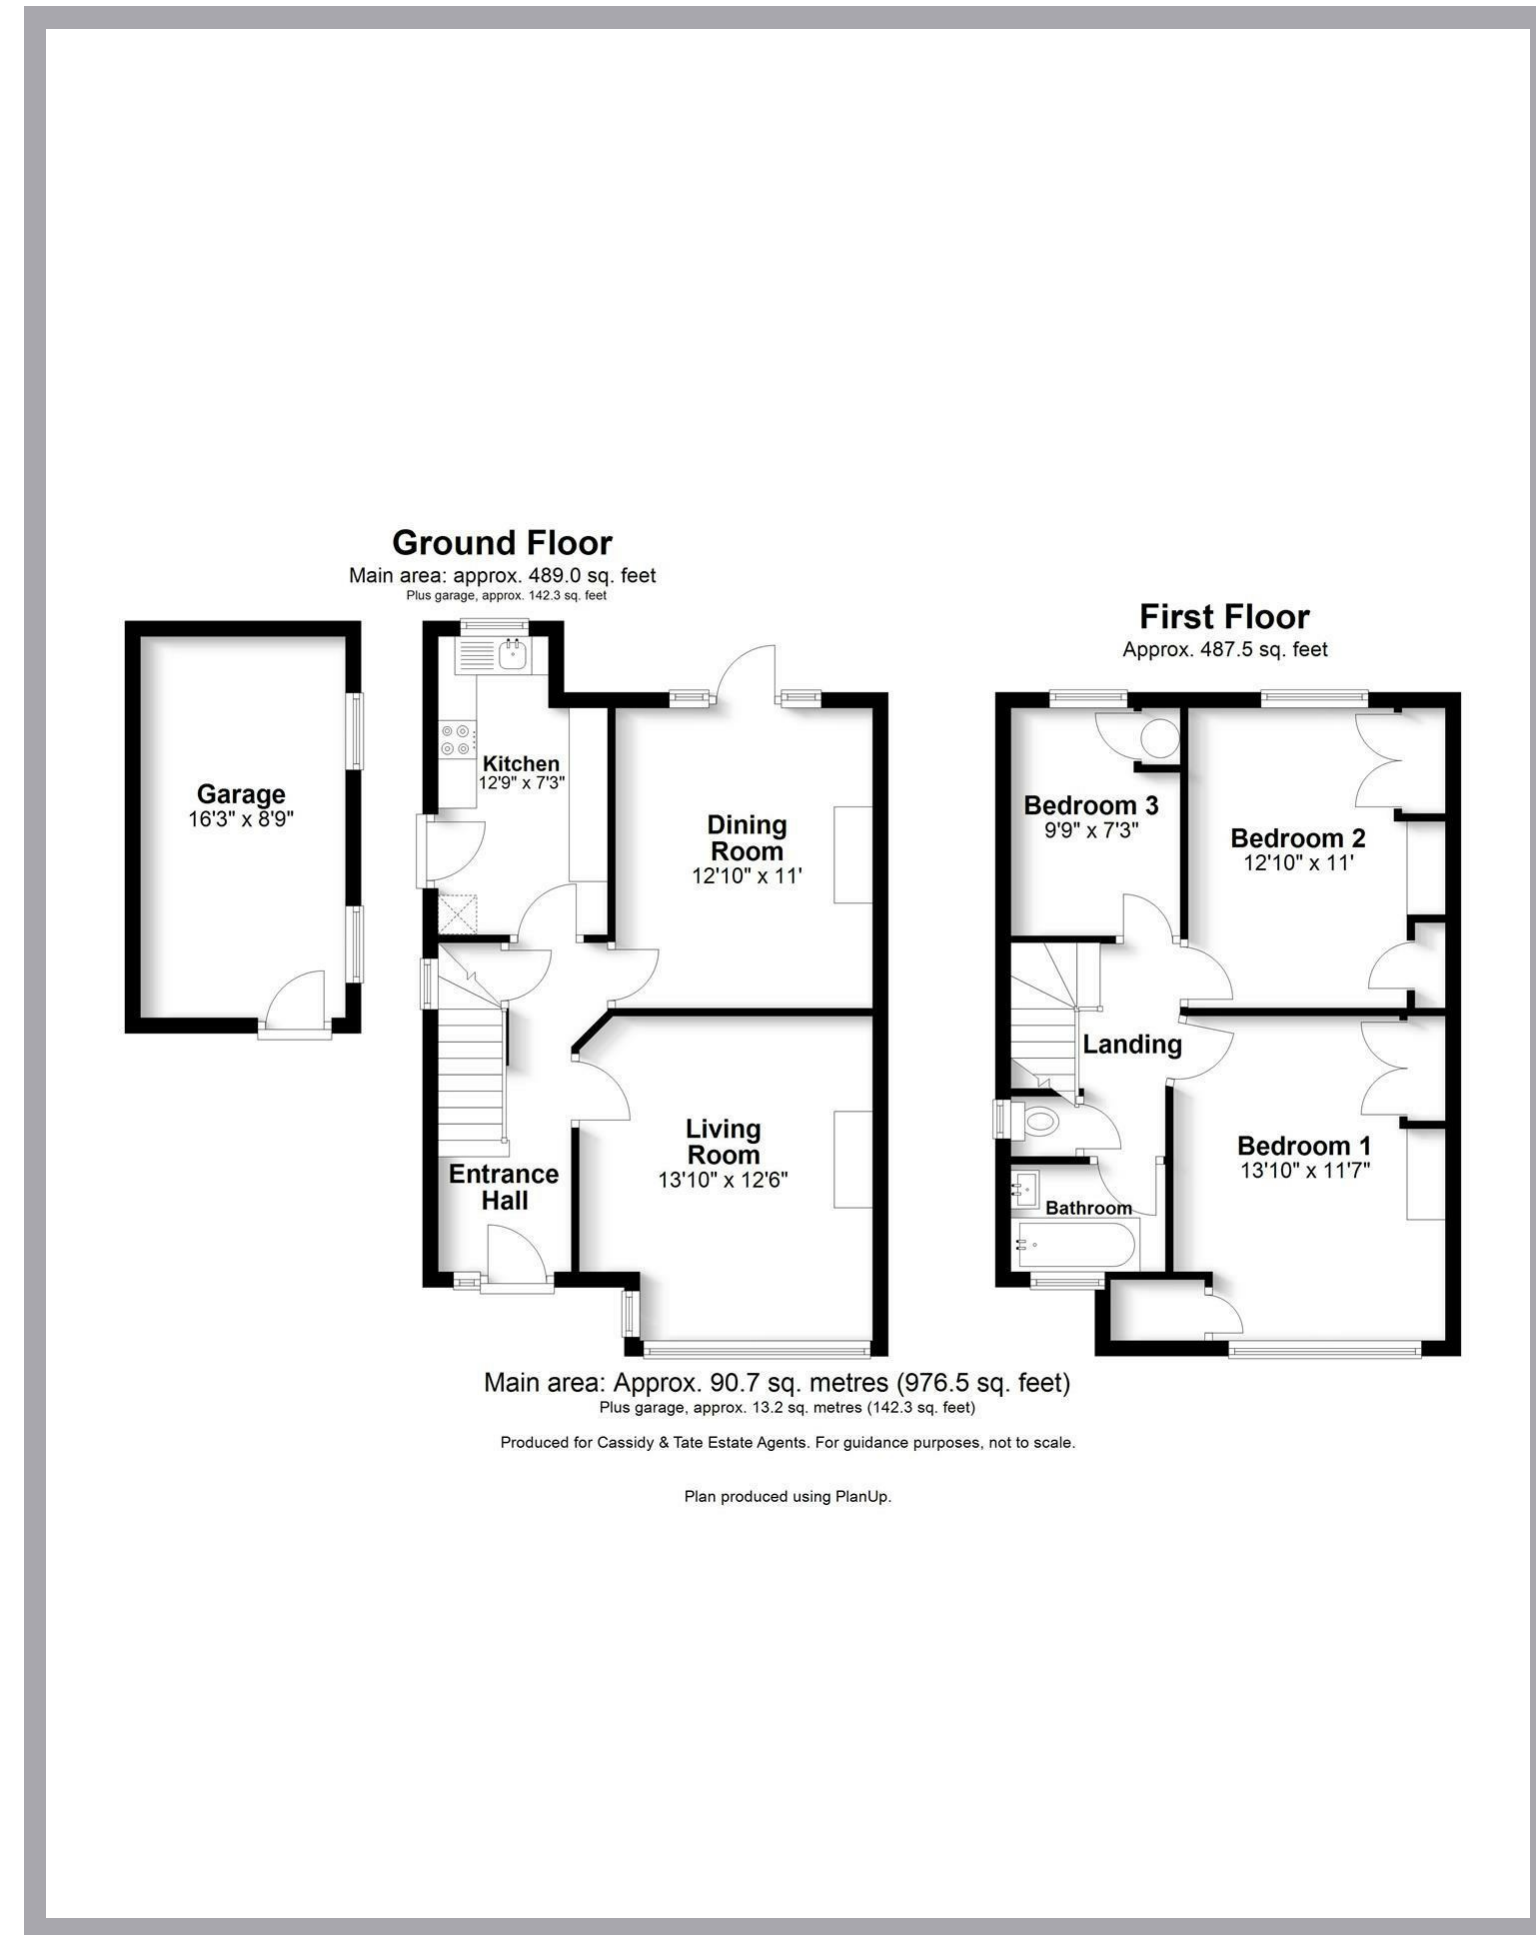 Ground Floor
Main area: approx. 489.0 sq. feet
Plus garage, approx. 142.3 sq. feet
Garage
16'3" x 8'9"
Kitchen
12'9" x 7'3"
Dining
Room
12'10" x 11'
Living
Room
13'10" x 12'6"
Entrance
Hall
First Floor
Approx. 487.5 sq. feet
Bedroom 3
9'9" x 7'3"
Bedroom 2
12'10" x 11'
Landing
Bedroom 1
13'10" x 11'7"
Bathroom
Main area: Approx. 90.7 sq. metres (976.5 sq. feet)
Plus garage, approx. 13.2 sq. metres (142.3 sq. feet)
Produced for Cassidy & Tate Estate Agents. For guidance purposes, not to scale.
Plan produced using PlanUp.